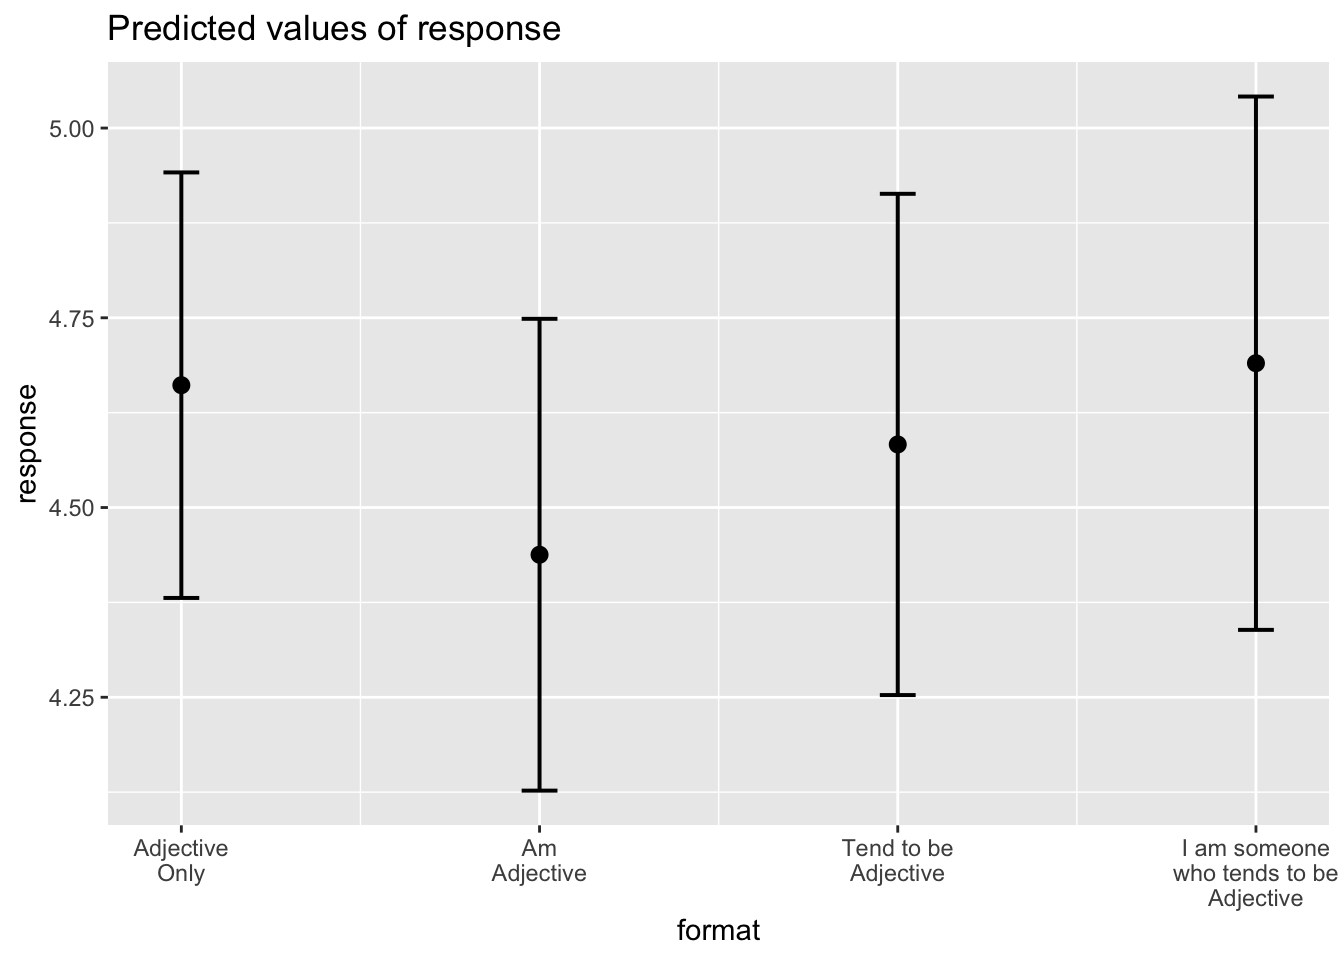 Predicted values of response
response
5.00
4.75
4.50
4.25
Adjective
Only
Am
Adjective
Tend to be
Adjective
I am someone
who tends to be
Adjective
format